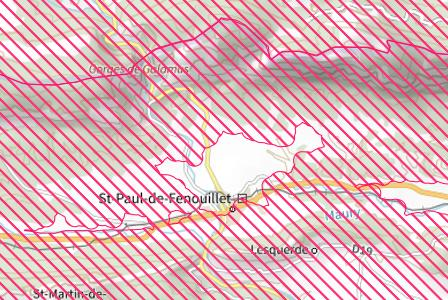 Gorges de Galamus
St-Paul-de-Fenouillet
Maury
Lesquerde
D19
St-Martin-de-